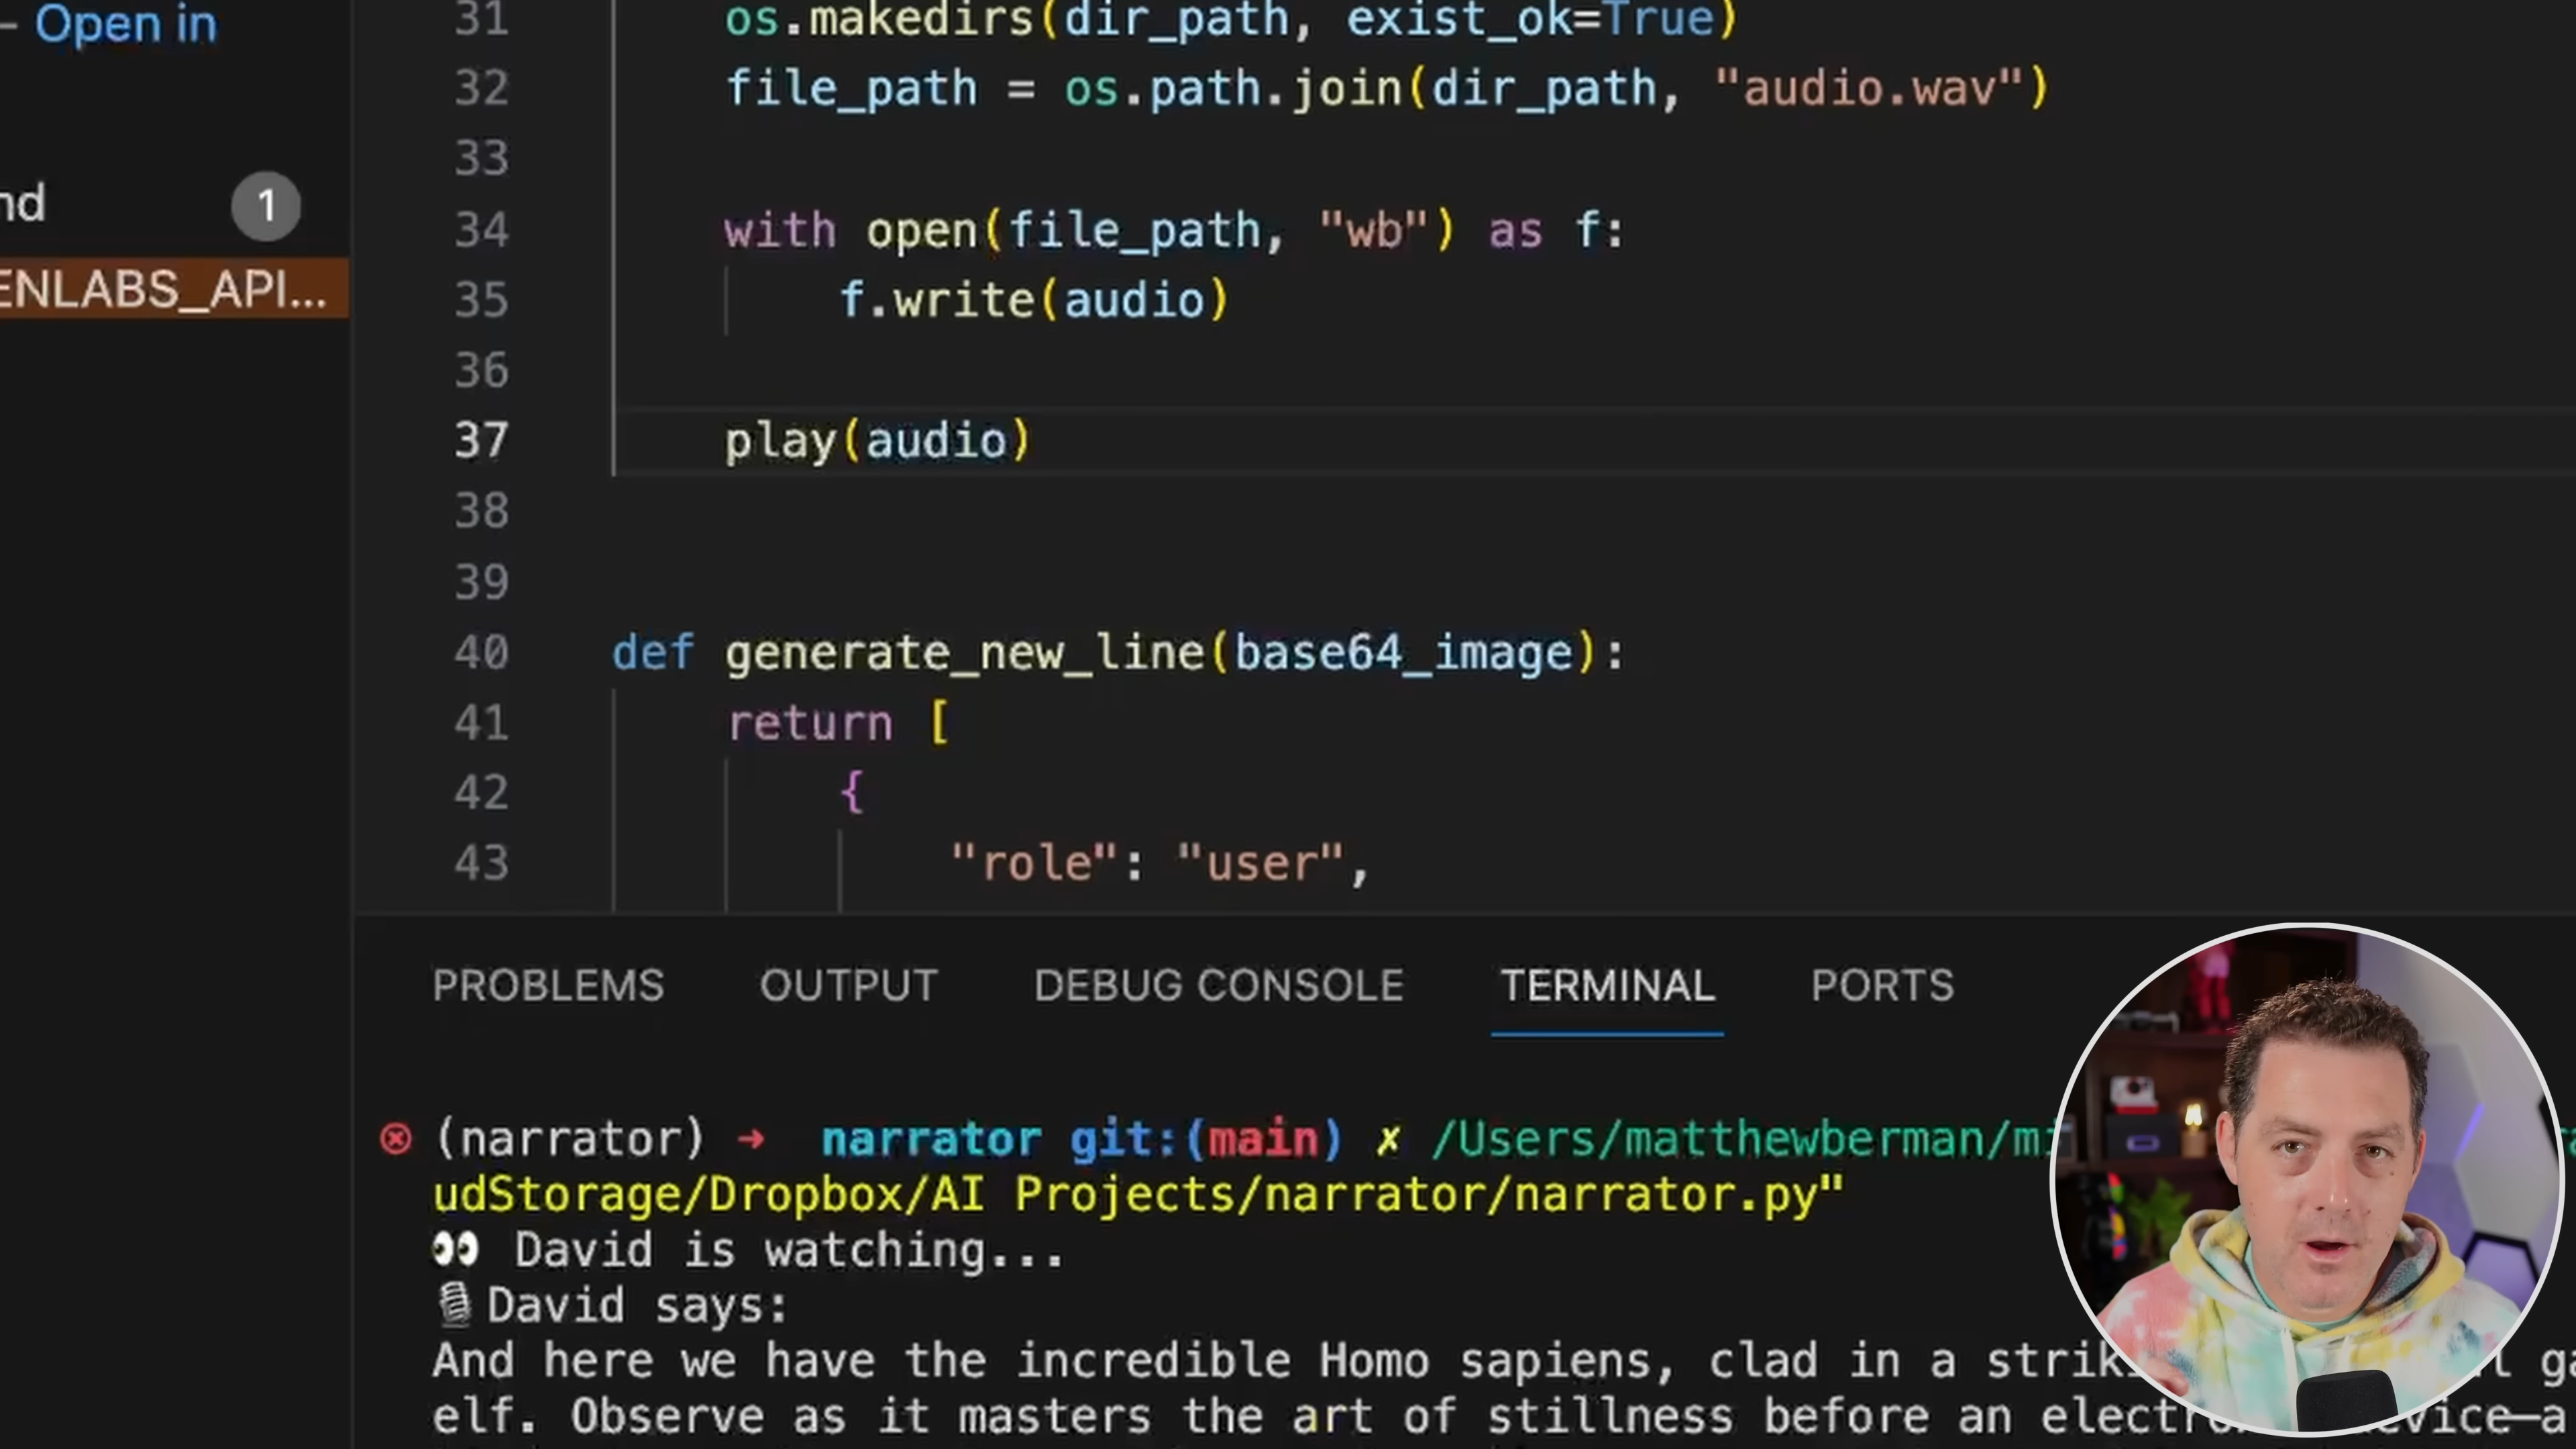 – Open in
nd
1
ENLABS_API...
31 os.makedirs(dir_path, exist_ok=True)
32 file_path = os.path.join(dir_path, "audio.wav")
33
34 with open(file_path, "wb") as f:
35 f.write(audio)
36
37 play(audio)
38
39
40 def generate_new_line(base64_image):
41 return [
42 {
43 "role": "user",
PROBLEMS OUTPUT DEBUG CONSOLE TERMINAL PORTS
(narrator) ➜ narrator git:(main) ✗ /Users/matthewberman/mi
udStorage/Dropbox/AI Projects/narrator/narrator.py"
👀 David is watching...
🎙️ David says:
And here we have the incredible Homo sapiens, clad in a strik
elf. Observe as it masters the art of stillness before an electr vice—a